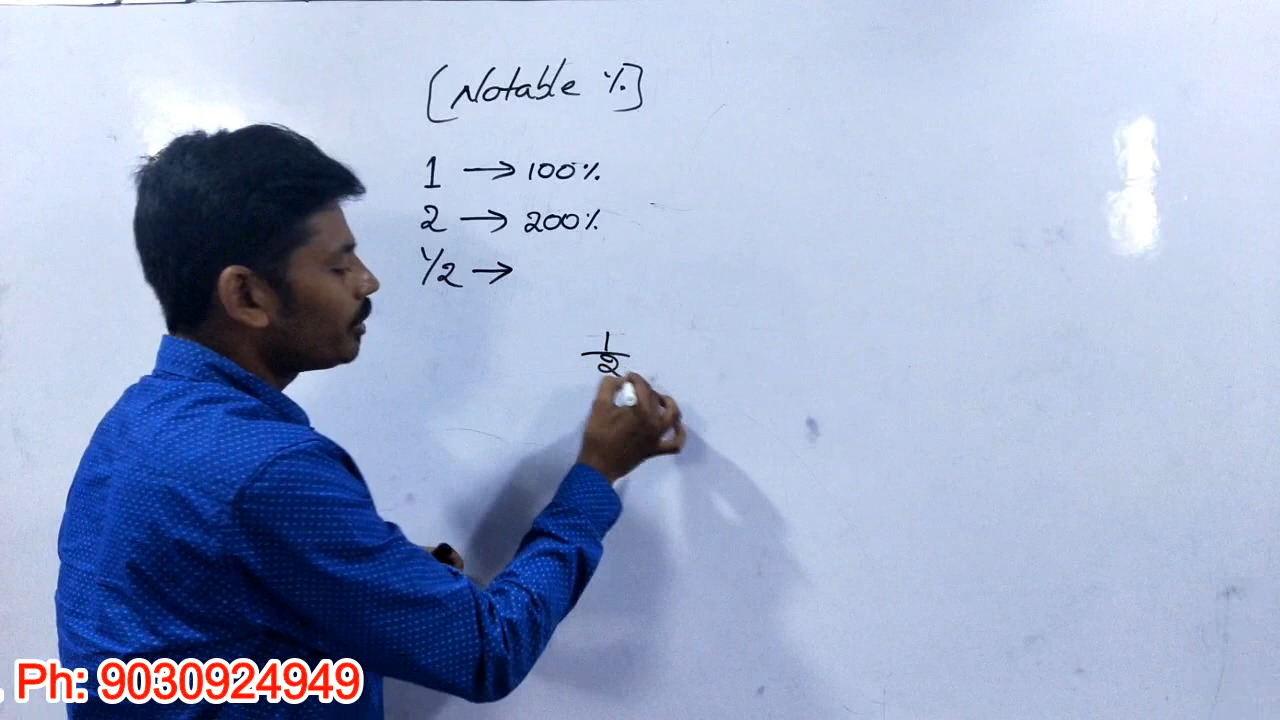 [Notable %]
1 → 100%
2 → 200%
1/2 →
1
2
. Ph: 9030924949